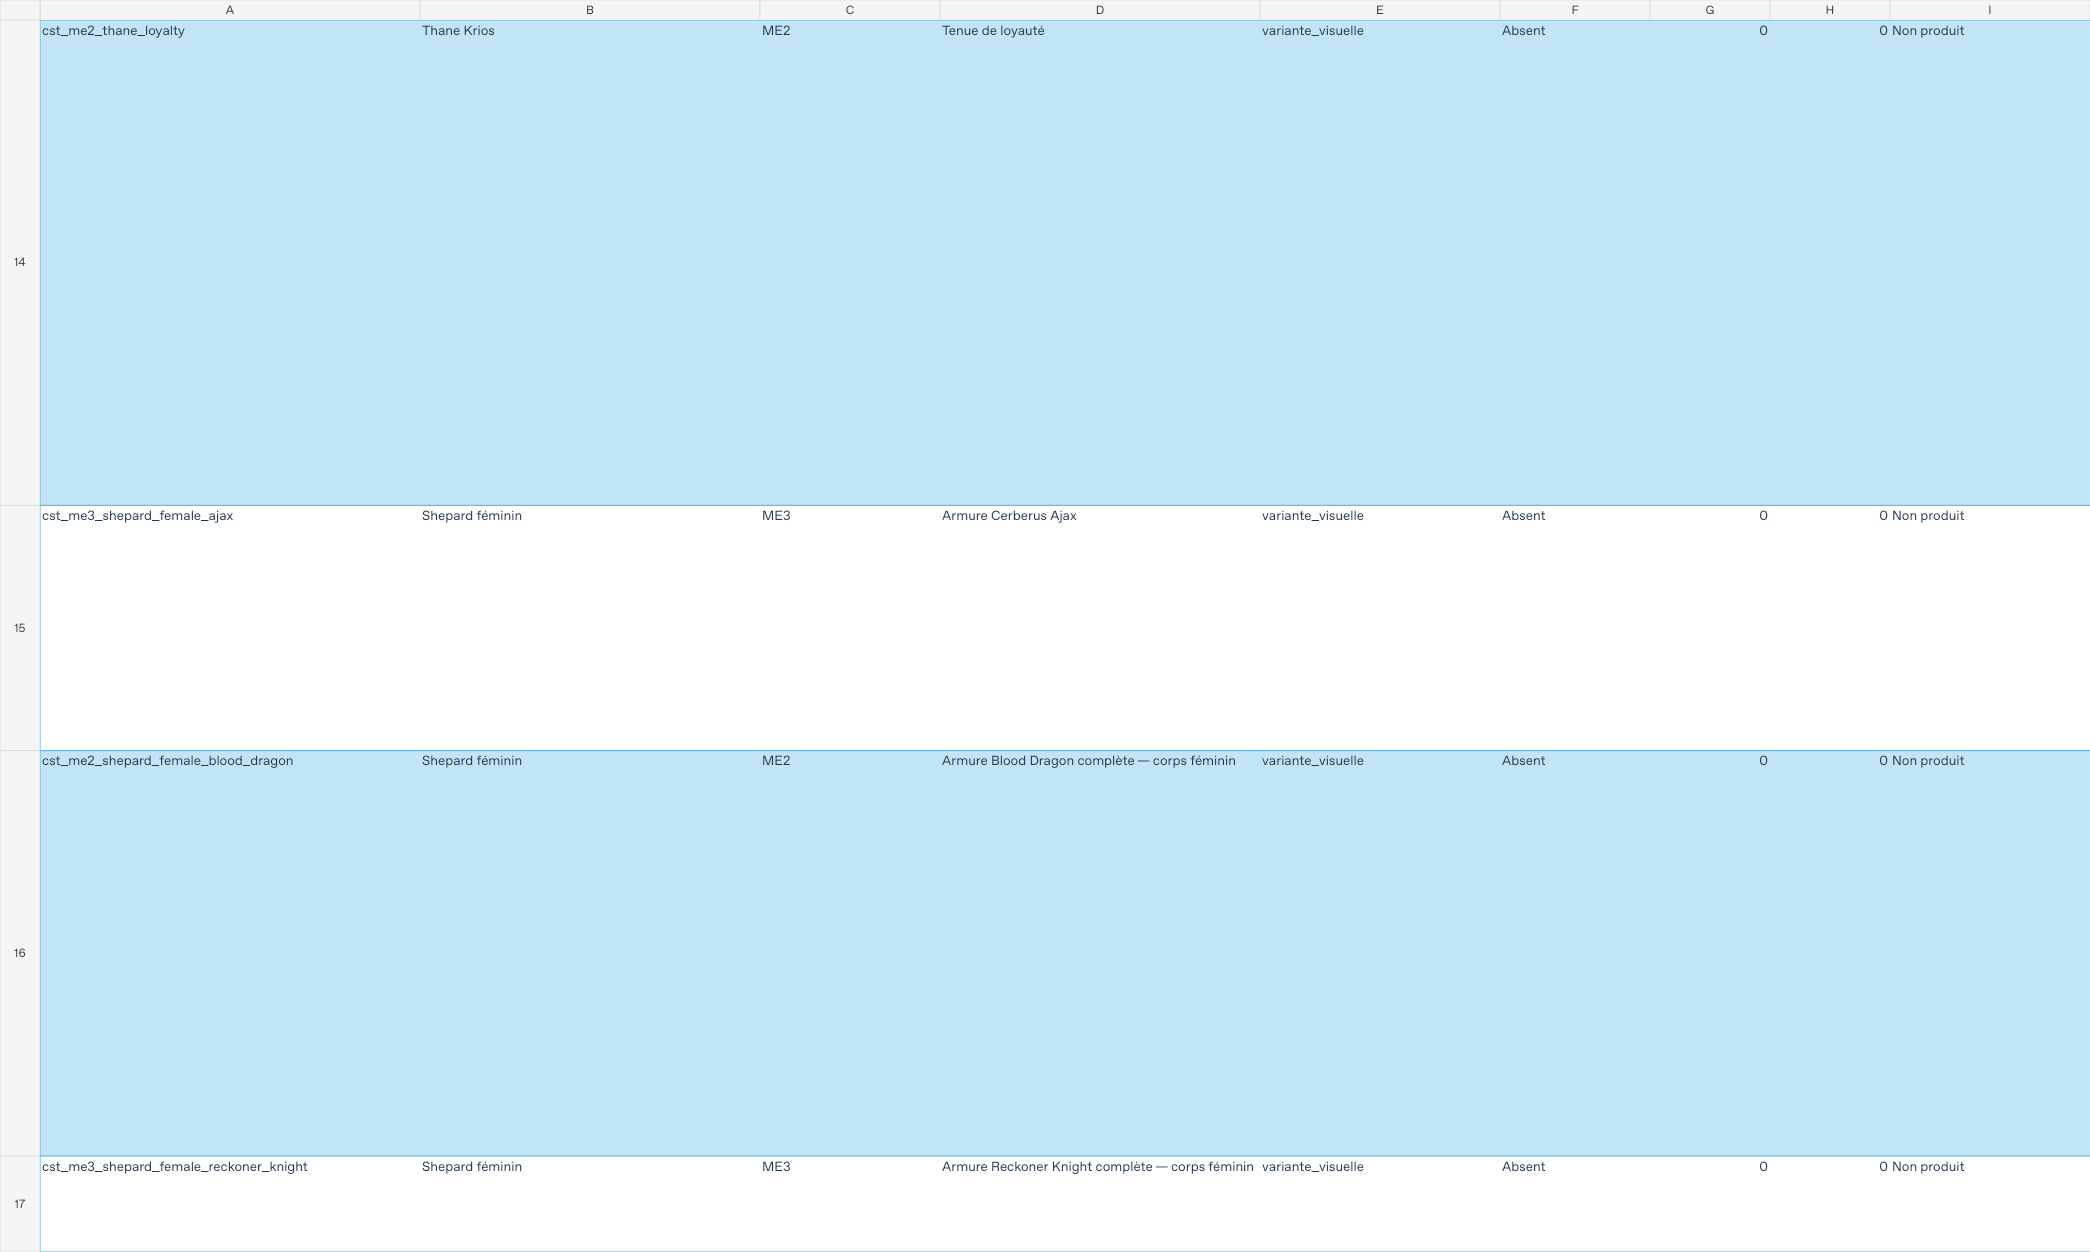 A B C D E F G H I
cst_me2_thane_loyalty Thane Krios ME2 Tenue de loyauté variante_visuelle Absent 0 0 Non produit
14
cst_me3_shepard_female_ajax Shepard féminin ME3 Armure Cerberus Ajax variante_visuelle Absent 0 0 Non produit
15
cst_me2_shepard_female_blood_dragon Shepard féminin ME2 Armure Blood Dragon complète — corps féminin variante_visuelle Absent 0 0 Non produit
16
cst_me3_shepard_female_reckoner_knight Shepard féminin ME3 Armure Reckoner Knight complète — corps féminin variante_visuelle Absent 0 0 Non produit
17